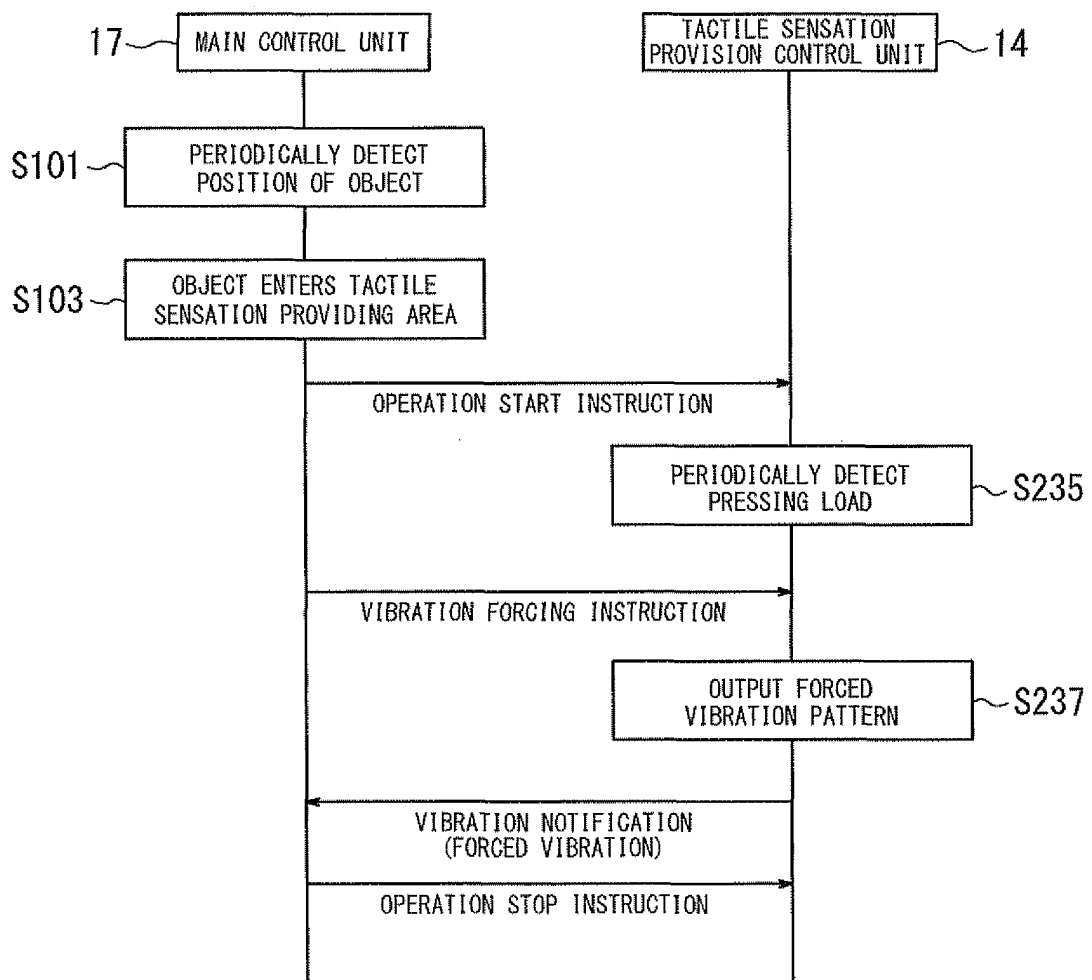 17
MAIN CONTROL UNIT
TACTILE SENSATION
PROVISION CONTROL UNIT
14
S101
PERIODICALLY DETECT
POSITION OF OBJECT
S103
OBJECT ENTERS TACTILE
SENSATION PROVIDING AREA
OPERATION START INSTRUCTION
PERIODICALLY DETECT
PRESSING LOAD
S235
VIBRATION FORCING INSTRUCTION
OUTPUT FORCED
VIBRATION PATTERN
S237
VIBRATION NOTIFICATION
(FORCED VIBRATION)
OPERATION STOP INSTRUCTION